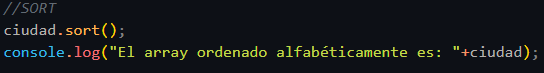 //SORT
ciudad.sort();
console.log("El array ordenado alfabéticamente es: "+ciudad);